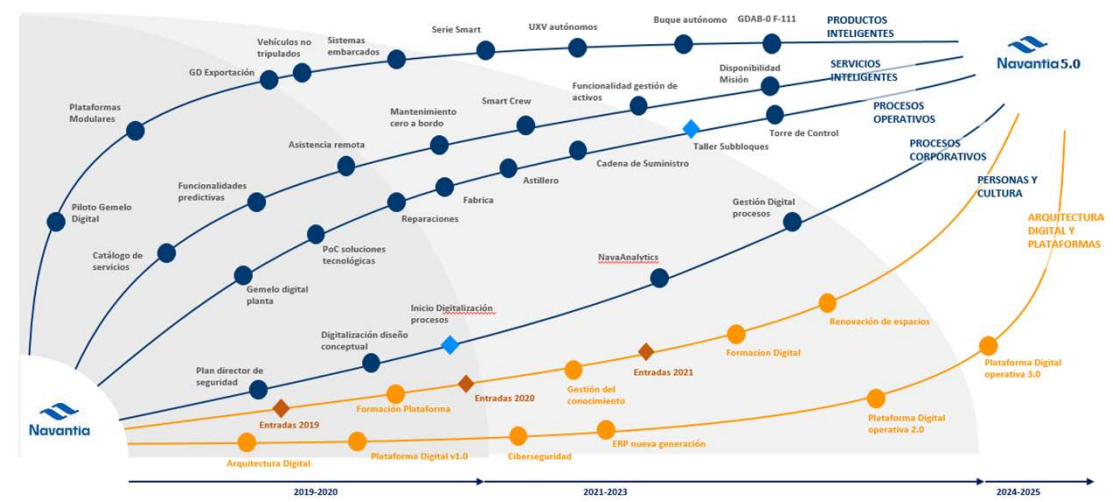 Serie Smart
UXV autónomos
Buque autónomo
GDAB-0 F-111
PRODUCTOS
INTELIGENTES
Vehículos no
tripulados
Sistemas
embarcados
GD Exportación
Navantia 5.0
SERVICIOS
INTELIGENTES
Disponibilidad
Misión
Funcionalidad gestión de
activos
Smart Crew
Plataformas
Modulares
Mantenimiento
cero a bordo
PROCESOS
OPERATIVOS
Torre de Control
Asistencia remota
Taller Subbloques
PROCESOS
CORPORATIVOS
Cadena de Suministro
Astillero
PERSONAS Y
CULTURA
Funcionalidades
predictivas
Fabrica
Piloto Gemelo
Digital
Reparaciones
Gestión Digital
procesos
ARQUITECTURA
DIGITAL Y
PLATAFORMAS
Catálogo de
servicios
PoC soluciones
tecnológicas
NavaAnalytics
Gemelo digital
planta
Inicio Digitalización
procesos
Renovación de espacios
Digitalización diseño
conceptual
Formacion Digital
Plataforma Digital
operativa 3.0
Plan director de
seguridad
Entradas 2021
Gestión del
conocimiento
Entradas 2020
Formación Plataforma
Entradas 2019
Navantia
Plataforma Digital
operativa 2.0
ERP nueva generación
Ciberseguridad
Plataforma Digital v1.0
Arquitectura Digital
2019-2020
2021-2023
2024-2025